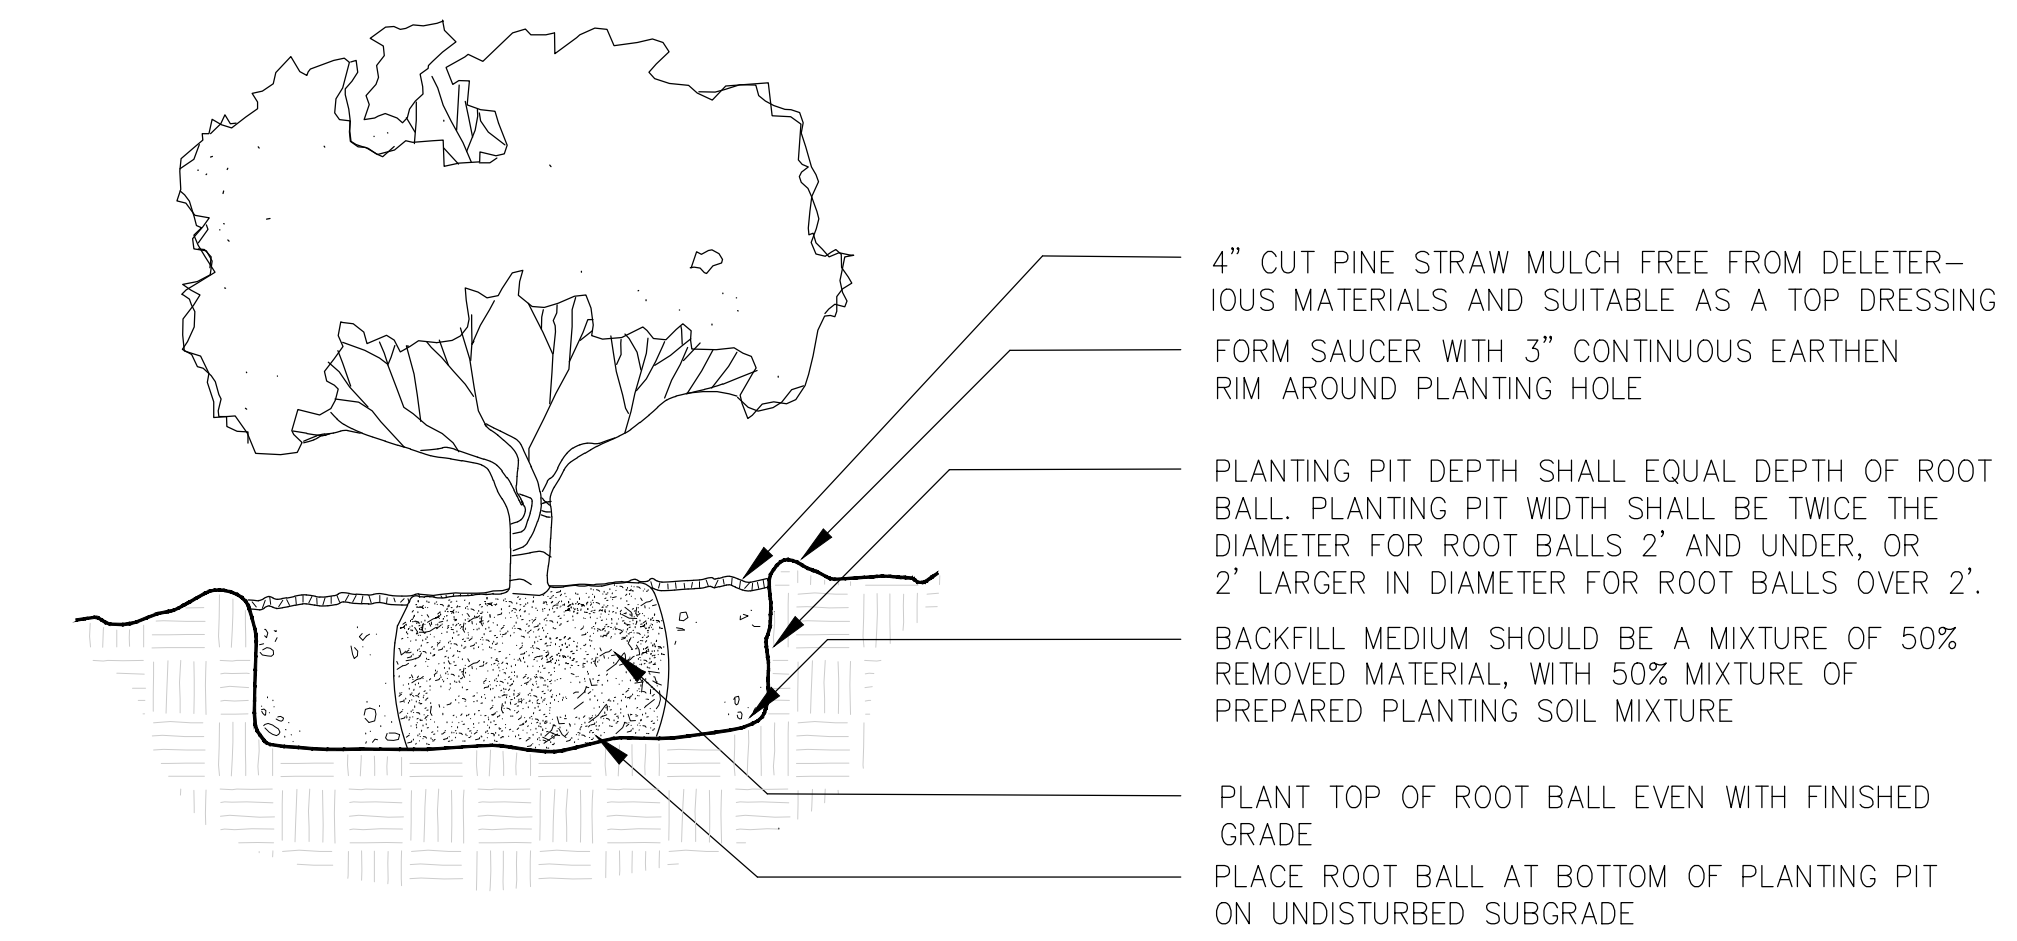 4” CUT PINE STRAW MULCH FREE FROM DELETER–
IOUS MATERIALS AND SUITABLE AS A TOP DRESSING
FORM SAUCER WITH 3” CONTINUOUS EARTHEN
RIM AROUND PLANTING HOLE
PLANTING PIT DEPTH SHALL EQUAL DEPTH OF ROOT
BALL. PLANTING PIT WIDTH SHALL BE TWICE THE
DIAMETER FOR ROOT BALLS 2’ AND UNDER, OR
2’ LARGER IN DIAMETER FOR ROOT BALLS OVER 2’.
BACKFILL MEDIUM SHOULD BE A MIXTURE OF 50%
REMOVED MATERIAL, WITH 50% MIXTURE OF
PREPARED PLANTING SOIL MIXTURE
PLANT TOP OF ROOT BALL EVEN WITH FINISHED
GRADE
PLACE ROOT BALL AT BOTTOM OF PLANTING PIT
ON UNDISTURBED SUBGRADE